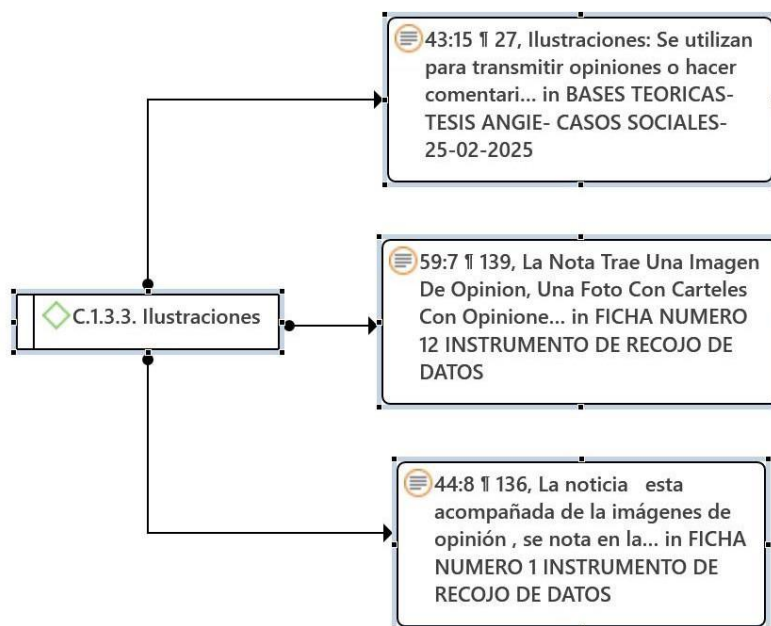 43:15 ¶ 27, Ilustraciones: Se utilizan
para transmitir opiniones o hacer
comentari... in BASES TEORICAS-
TESIS ANGIE- CASOS SOCIALES-
25-02-2025
C.1.3.3. Ilustraciones
59:7 ¶ 139, La Nota Trae Una Imagen
De Opinion, Una Foto Con Carteles
Con Opinione... in FICHA NUMERO
12 INSTRUMENTO DE RECOJO DE
DATOS
44:8 ¶ 136, La noticia esta
acompañada de la imágenes de
opinión , se nota en la... in FICHA
NUMERO 1 INSTRUMENTO DE
RECOJO DE DATOS